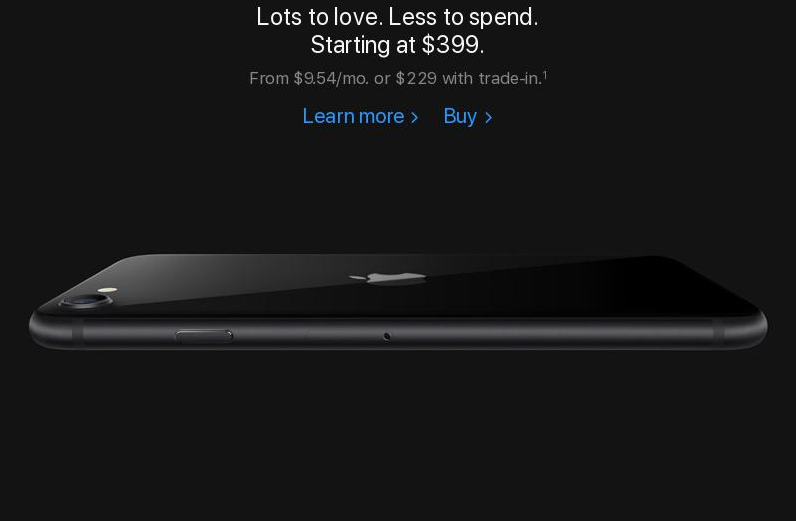 Lots to love. Less to spend.
Starting at $399.
From $9.54/mo. or $229 with trade-in.¹
Learn more > Buy >